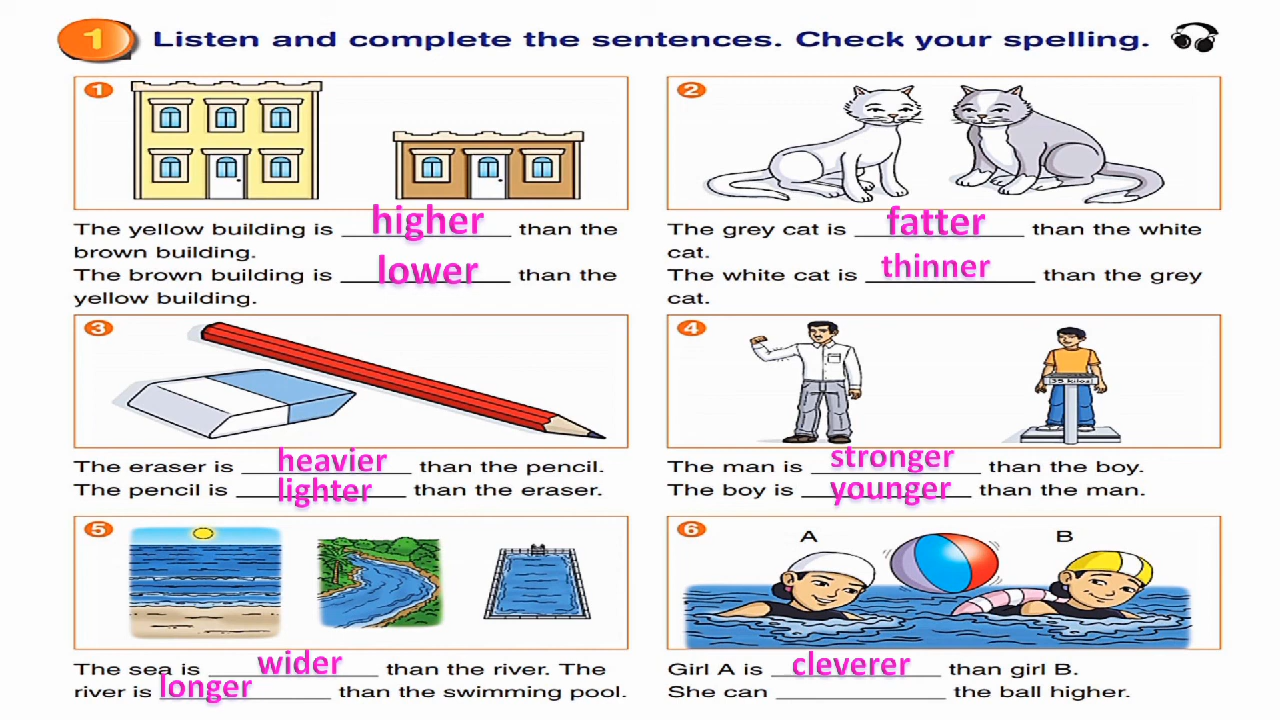 1 Listen and complete the sentences. Check your spelling.
1
The yellow building is higher than the
brown building.
The brown building is lower than the
yellow building.
2
The grey cat is fatter than the white
cat.
The white cat is thinner than the grey
cat.
3
The eraser is heavier than the pencil.
The pencil is lighter than the eraser.
4
35 kilos
The man is stronger than the boy.
The boy is younger than the man.
5
The sea is wider than the river. The
river is longer than the swimming pool.
6
A B
Girl A is cleverer than girl B.
She can ____________ the ball higher.